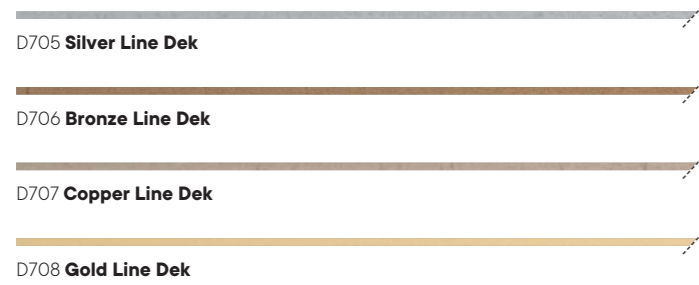 D705 Silver Line Dek
D706 Bronze Line Dek
D707 Copper Line Dek
D708 Gold Line Dek